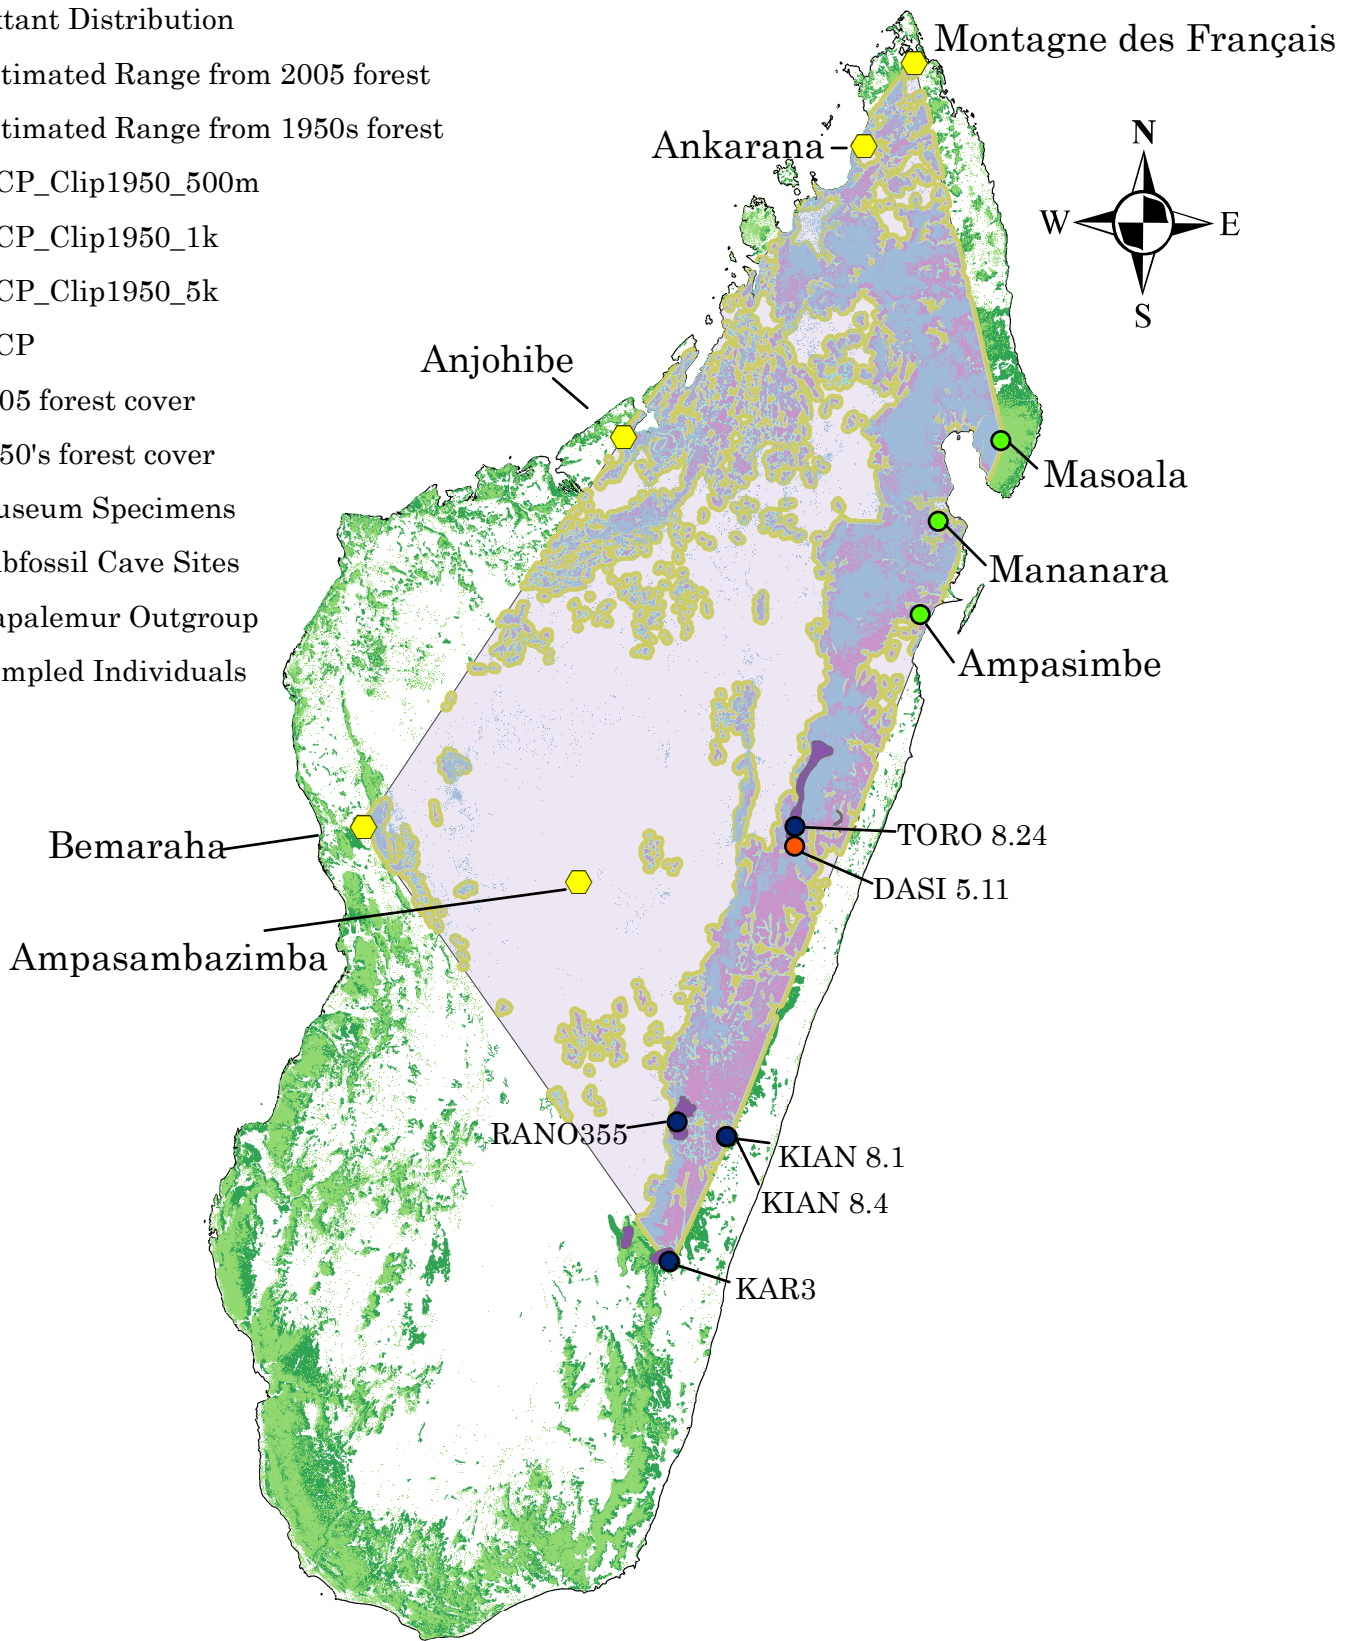 xtant Distribution
timated Range from 2005 forest
timated Range from 1950s forest
CP_Clip1950_500m
CP_Clip1950_1k
CP_Clip1950_5k
CP
05 forest cover
50's forest cover
useum Specimens
bfossil Cave Sites
apalemur Outgroup
mpled Individuals
Montagne des Français
Ankarana
N
W
E
S
Anjohibe
Masoala
Mananara
Ampasimbe
Bemaraha
TORO 8.24
DASI 5.11
Ampasambazimba
RANO355
KIAN 8.1
KIAN 8.4
KAR3